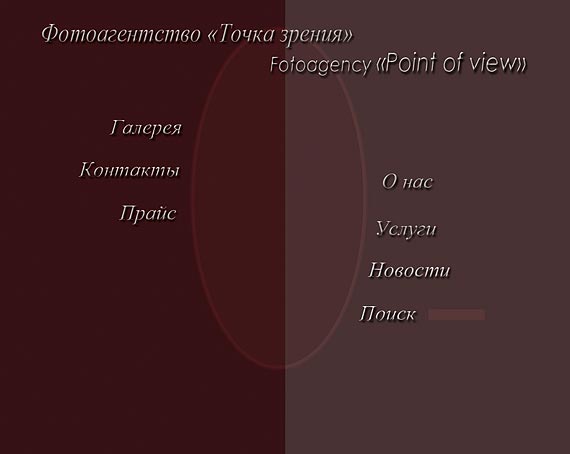 Фотоагентство «Точка зрения»
Fotoagency «Point of view»
Галерея
Контакты
Прайс
О нас
Услуги
Новости
Поиск